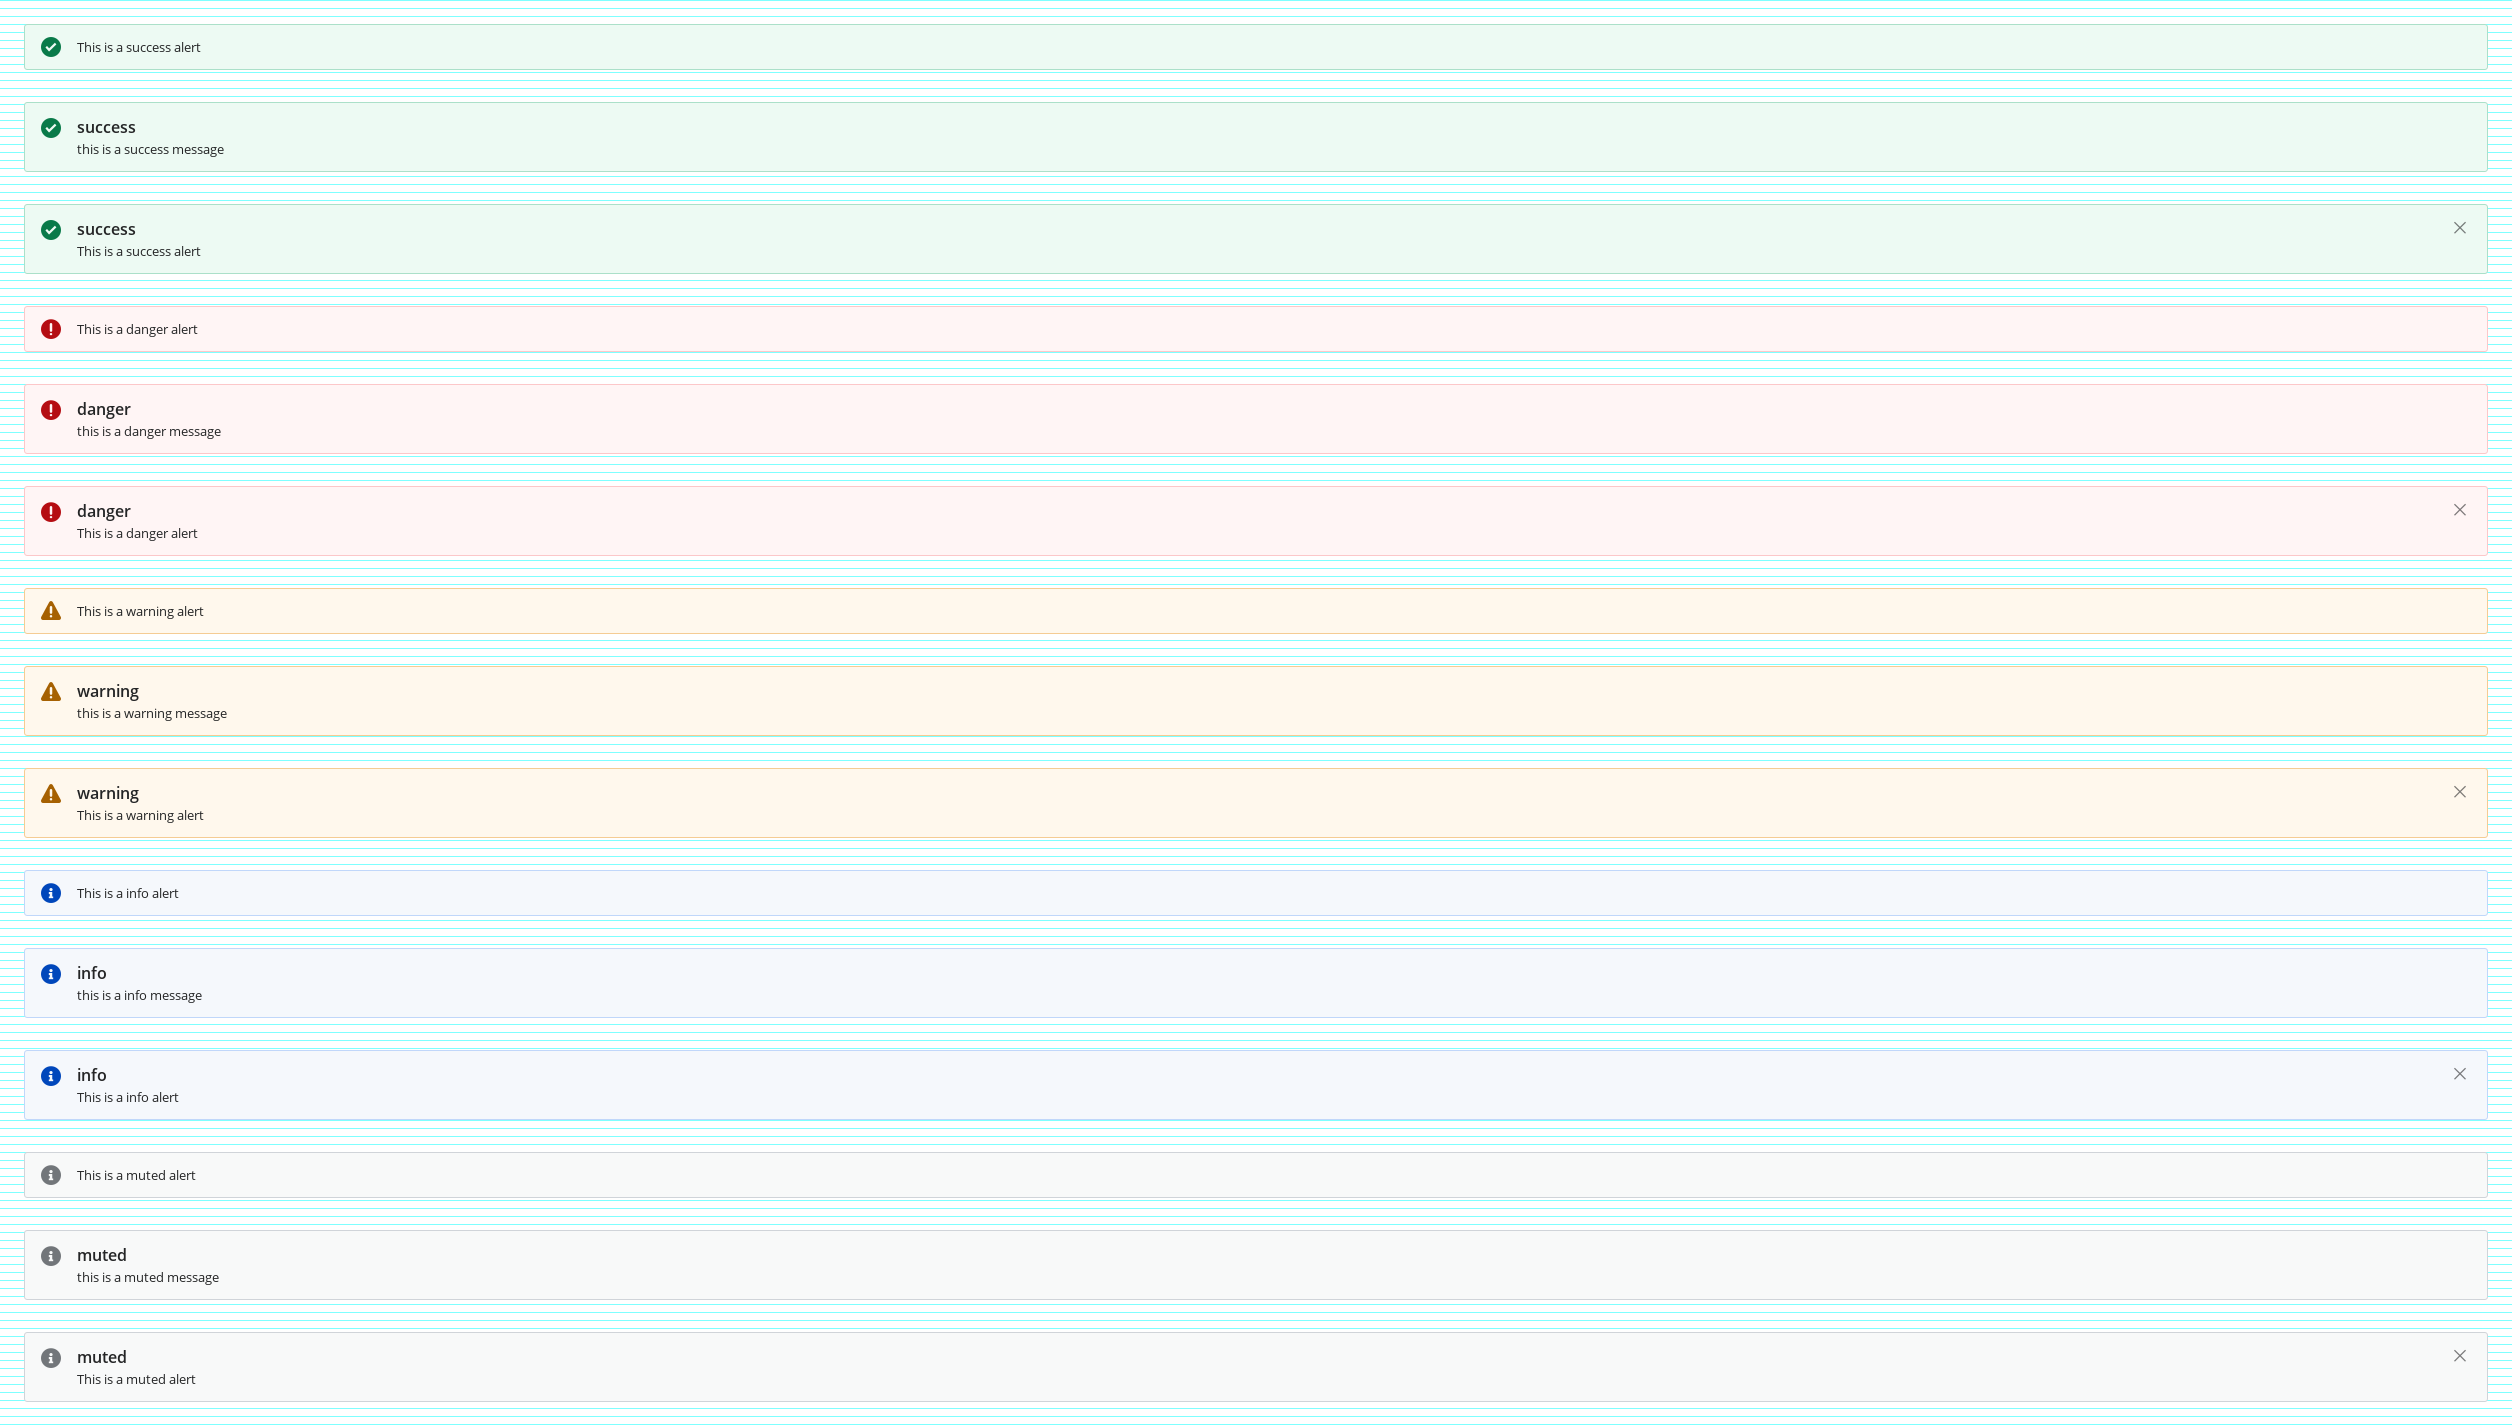 This is a success alert
success
this is a success message
success
This is a success alert
This is a danger alert
danger
this is a danger message
danger
This is a danger alert
This is a warning alert
warning
this is a warning message
warning
This is a warning alert
This is a info alert
info
this is a info message
info
This is a info alert
This is a muted alert
muted
this is a muted message
muted
This is a muted alert